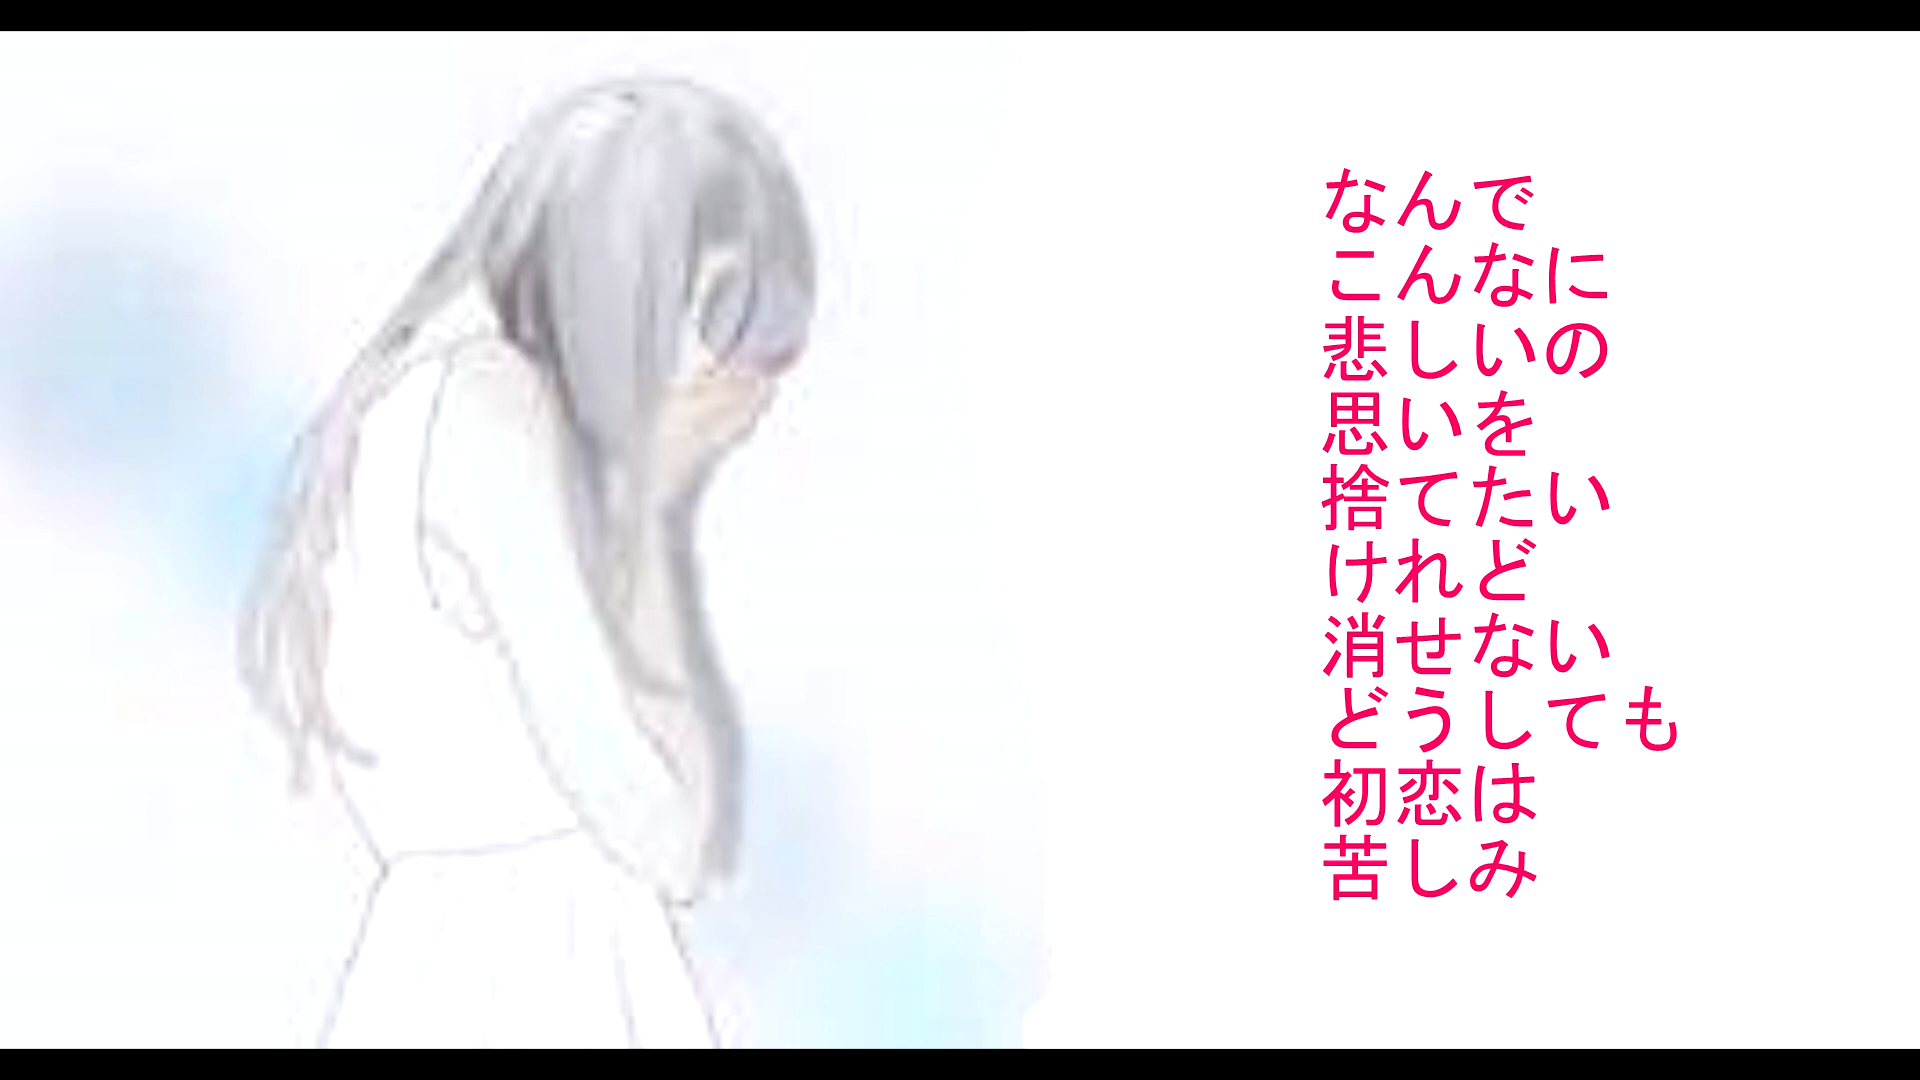 なんで
こんなに
悲しいの
思いを
捨てたい
けれど
消せない
どうしても
初恋は
苦しみ